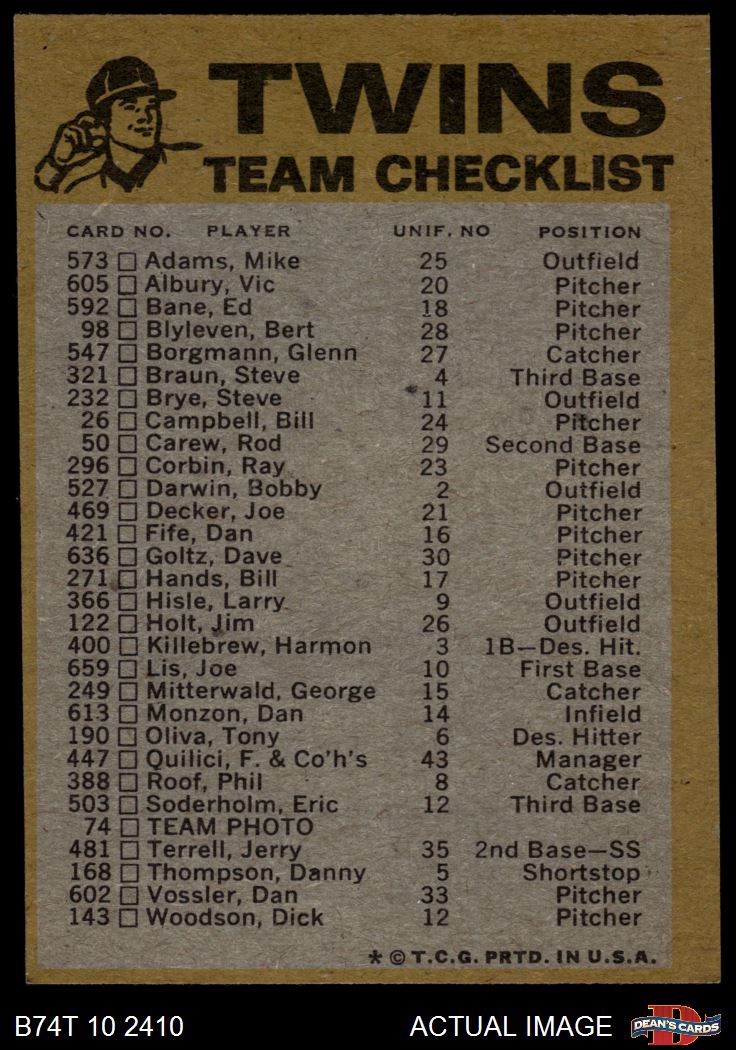 TWINS
TEAM CHECKLIST
CARD NO. PLAYER UNIF. NO POSITION
573 Adams, Mike 25 Outfield
605 Albury, Vic 20 Pitcher
592 Bane, Ed 18 Pitcher
98 Blyleven, Bert 28 Pitcher
547 Borgmann, Glenn 27 Catcher
321 Braun, Steve 4 Third Base
232 Brye, Steve 11 Outfield
26 Campbell, Bill 24 Pitcher
50 Carew, Rod 29 Second Base
296 Corbin, Ray 23 Pitcher
527 Darwin, Bobby 2 Outfield
469 Decker, Joe 21 Pitcher
421 Fife, Dan 16 Pitcher
636 Goltz, Dave 30 Pitcher
271 Hands, Bill 17 Pitcher
366 Hisle, Larry 9 Outfield
122 Holt, Jim 26 Outfield
400 Killebrew, Harmon 3 1B—Des. Hit.
659 Lis, Joe 10 First Base
249 Mitterwald, George 15 Catcher
613 Monzon, Dan 14 Infield
190 Oliva, Tony 6 Des. Hitter
447 Quilici, F. & Co'h's 43 Manager
388 Roof, Phil 8 Catcher
503 Soderholm, Eric 12 Third Base
74 TEAM PHOTO
481 Terrell, Jerry 35 2nd Base—SS
168 Thompson, Danny 5 Shortstop
602 Vossler, Dan 33 Pitcher
143 Woodson, Dick 12 Pitcher
* © T.C.G. PRTD. IN U.S.A.
B74T 10 2410 ACTUAL IMAGE DEAN'S CARDS